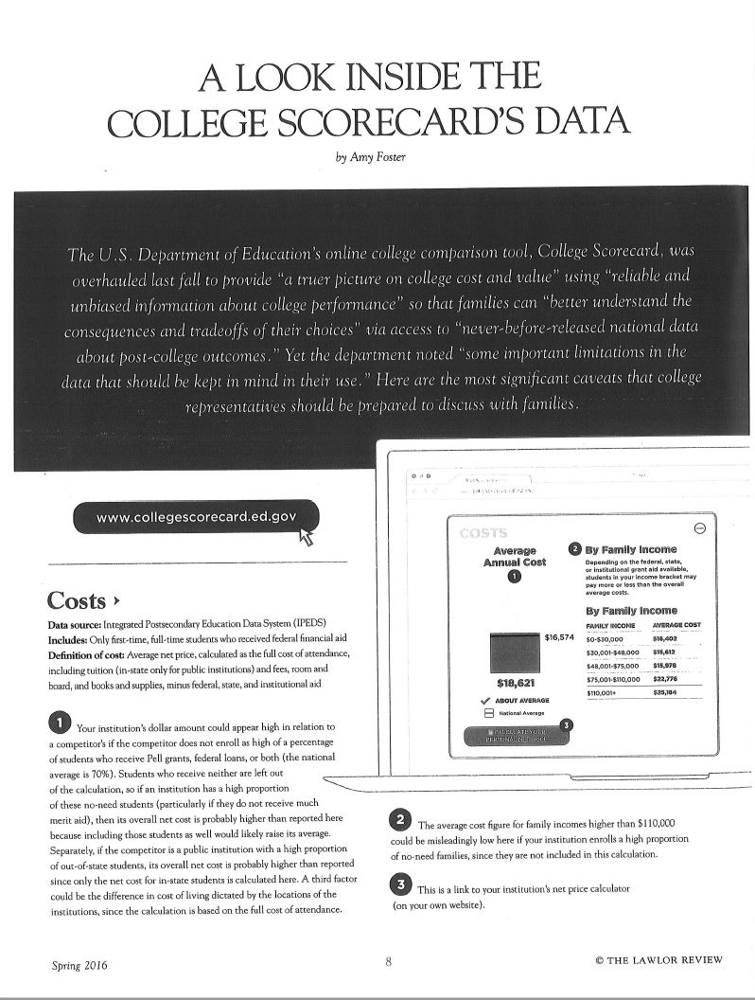 A LOOK INSIDE THE
COLLEGE SCORECARD'S DATA
by Amy Foster
The U.S. Department of Education's online college comparison tool, College Scorecard, was
overhauled last fall to provide “a truer picture on college cost and value” using “reliable and
unbiased information about college performance” so that families can “better understand the
consequences and tradeoffs of their choices” via access to “never-before-released national data
about post-college outcomes.” Yet the department noted “some important limitations in the
data that should be kept in mind in their use.” Here are the most significant caveats that college
representatives should be prepared to discuss with families.
www.collegescorecard.ed.gov
Costs ›
Data source: Integrated Postsecondary Education Data System (IPEDS)
Includes: Only first-time, full-time students who received federal financial aid
Definition of cost: Average net price, calculated as the full cost of attendance,
including tuition (in-state only for public institutions) and fees, room and
board, and books and supplies, minus federal, state, and institutional aid
1 Your institution's dollar amount could appear high in relation to
a competitor's if the competitor does not enroll as high of a percentage
of students who receive Pell grants, federal loans, or both (the national
average is 70%). Students who receive neither are left out
of the calculation, so if an institution has a high proportion
of these no-need students (particularly if they do not receive much
merit aid), then its overall net cost is probably higher than reported here
because including those students as well would likely raise its average.
Separately, if the competitor is a public institution with a high proportion
of out-of-state students, its overall net cost is probably higher than reported
since only the net cost for in-state students is calculated here. A third factor
could be the difference in cost of living dictated by the locations of the
institutions, since the calculation is based on the full cost of attendance.
COSTS
Average
Annual Cost
1
$16,574
$18,621
ABOUT AVERAGE
National Average
CALCULATE YOUR
PERSONAL NET PRICE
3
2 By Family Income
Depending on the federal, state,
or institutional grant aid available,
students in your income bracket may
pay more or less than the overall
average costs.
By Family Income
FAMILY INCOME AVERAGE COST
$0-$30,000 $16,402
$30,001-$48,000 $15,612
$48,001-$75,000 $15,978
$75,001-$110,000 $22,776
$110,001+ $25,184
2 The average cost figure for family incomes higher than $110,000
could be misleadingly low here if your institution enrolls a high proportion
of no-need families, since they are not included in this calculation.
3 This is a link to your institution's net price calculator
(on your own website).
Spring 2016
8
© THE LAWLOR REVIEW